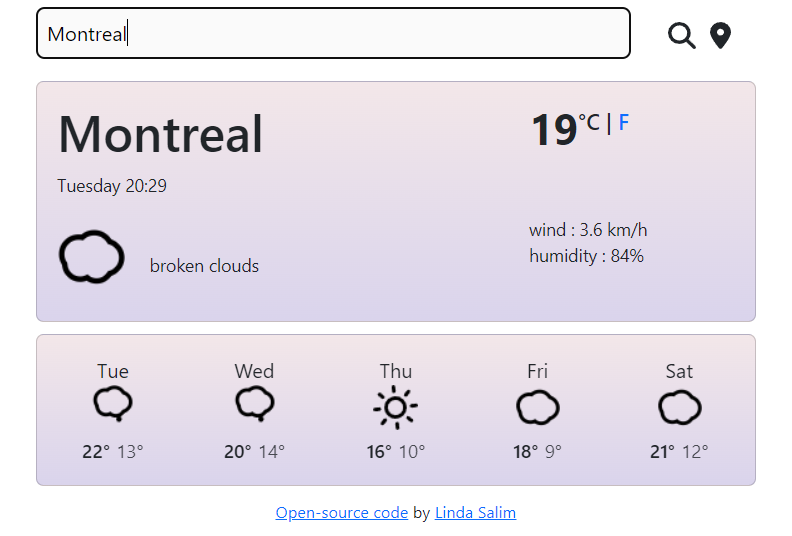 Montreal
Montreal
19°C | F
Tuesday 20:29
wind : 3.6 km/h
humidity : 84%
broken clouds
Tue Wed Thu Fri Sat
22° 13° 20° 14° 16° 10° 18° 9° 21° 12°
Open-source code by Linda Salim